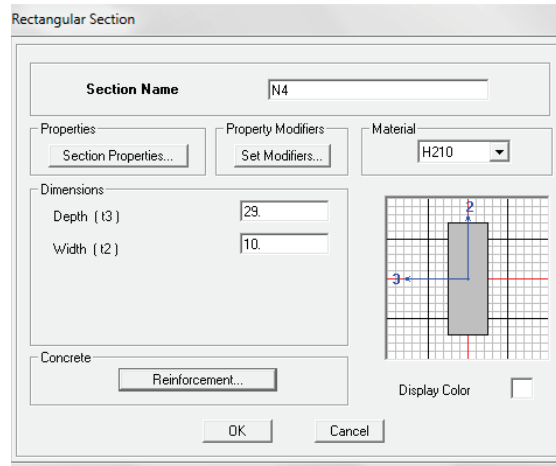 Rectangular Section
Section Name N4
Properties Property Modifiers Material
Section Properties... Set Modifiers... H210
Dimensions
Depth ( t3 ) 29.
Width ( t2 ) 10.
2
3
Concrete
Reinforcement...
Display Color
OK Cancel